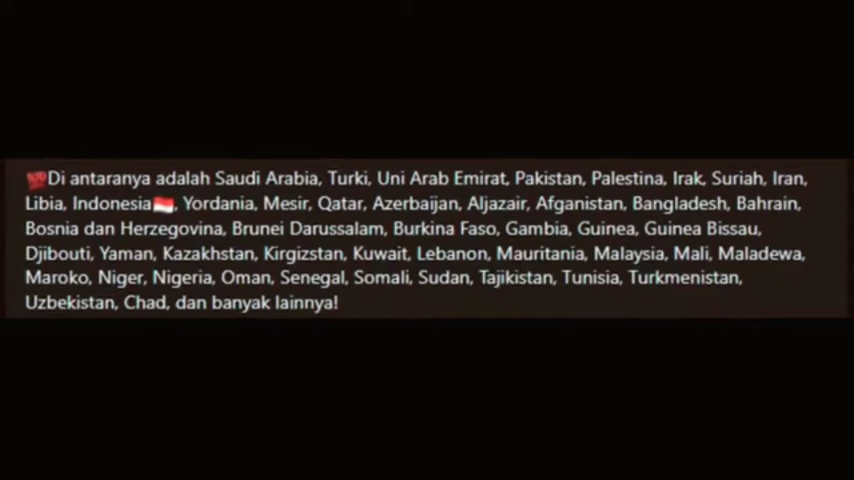 💯Di antaranya adalah Saudi Arabia, Turki, Uni Arab Emirat, Pakistan, Palestina, Irak, Suriah, Iran,
Libia, Indonesia🇮🇩, Yordania, Mesir, Qatar, Azerbaijan, Aljazair, Afganistan, Bangladesh, Bahrain,
Bosnia dan Herzegovina, Brunei Darussalam, Burkina Faso, Gambia, Guinea, Guinea Bissau,
Djibouti, Yaman, Kazakhstan, Kirgizstan, Kuwait, Lebanon, Mauritania, Malaysia, Mali, Maladewa,
Maroko, Niger, Nigeria, Oman, Senegal, Somali, Sudan, Tajikistan, Tunisia, Turkmenistan,
Uzbekistan, Chad, dan banyak lainnya!